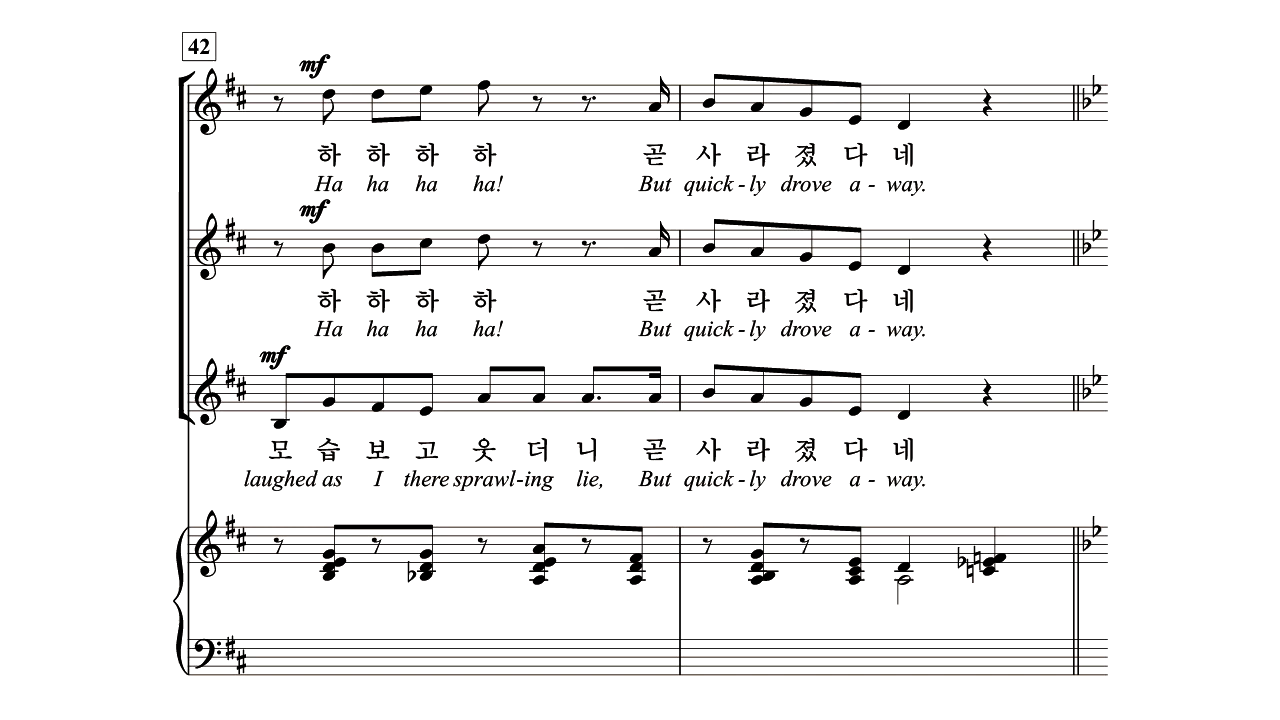 42
mf
하 하 하 하 곧 사 라 졌 다 네
Ha ha ha ha! But quick - ly drove a - way.
mf
하 하 하 하 곧 사 라 졌 다 네
Ha ha ha ha! But quick - ly drove a - way.
mf
모 습 보 고 웃 더 니 곧 사 라 졌 다 네
laughed as I there sprawl - ing lie, But quick - ly drove a - way.